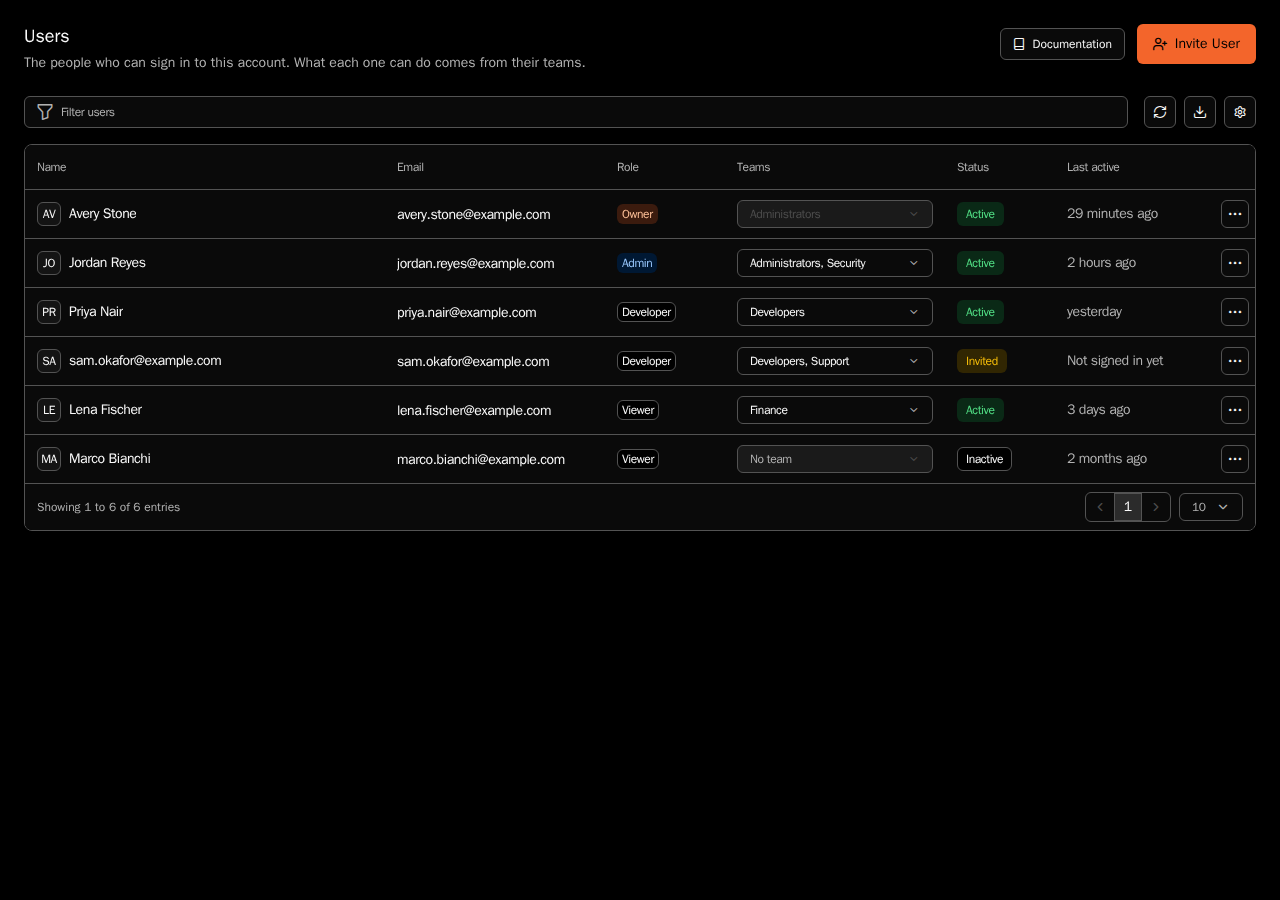 Users
The people who can sign in to this account. What each one can do comes from their teams.
Documentation
Invite User
Filter users
Name Email Role Teams Status Last active
AV Avery Stone avery.stone@example.com Owner Administrators Active 29 minutes ago
JO Jordan Reyes jordan.reyes@example.com Admin Administrators, Security Active 2 hours ago
PR Priya Nair priya.nair@example.com Developer Developers Active yesterday
SA sam.okafor@example.com sam.okafor@example.com Developer Developers, Support Invited Not signed in yet
LE Lena Fischer lena.fischer@example.com Viewer Finance Active 3 days ago
MA Marco Bianchi marco.bianchi@example.com Viewer No team Inactive 2 months ago
Showing 1 to 6 of 6 entries 1 10